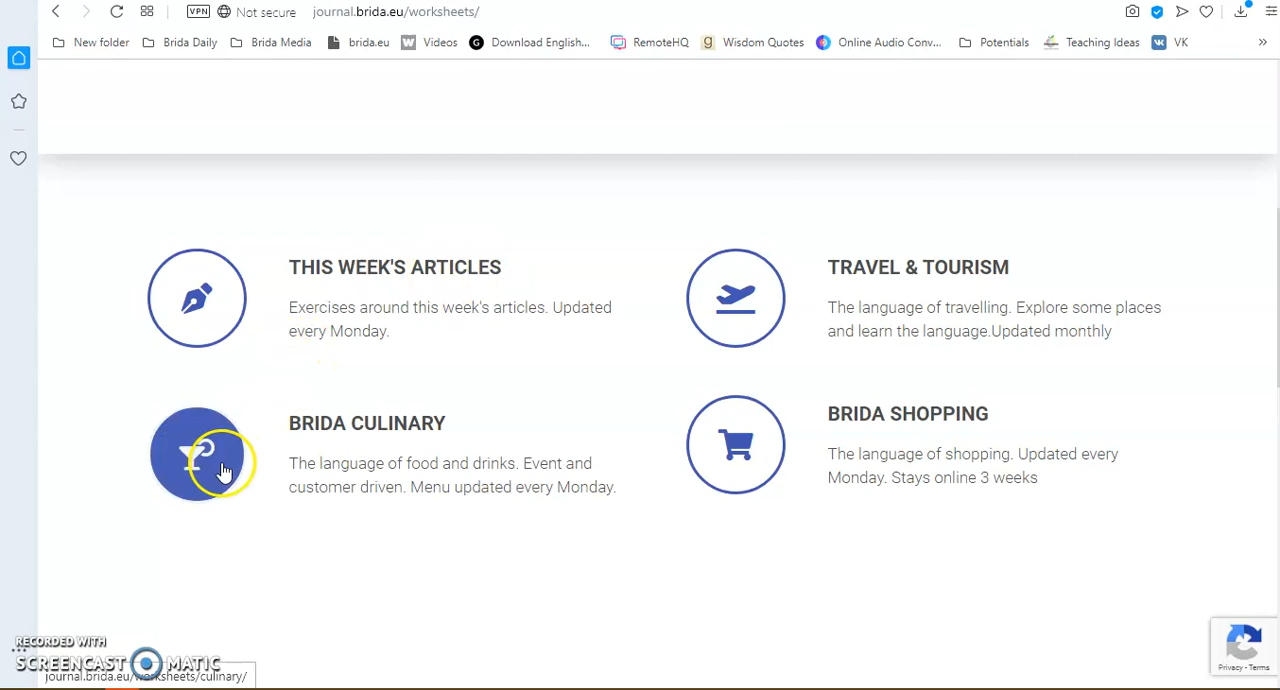 VPN Not secure journal.brida.eu/worksheets/
New folder Brida Daily Brida Media brida.eu Videos Download English... RemoteHQ Wisdom Quotes Online Audio Conv... Potentials Teaching Ideas VK »
THIS WEEK'S ARTICLES
Exercises around this week's articles. Updated
every Monday.
TRAVEL & TOURISM
The language of travelling. Explore some places
and learn the language.Updated monthly
BRIDA CULINARY
The language of food and drinks. Event and
customer driven. Menu updated every Monday.
BRIDA SHOPPING
The language of shopping. Updated every
Monday. Stays online 3 weeks
RECORDED WITH
SCREENCAST MATIC
journal.brida.eu/worksheets/culinary/
Privacy - Terms